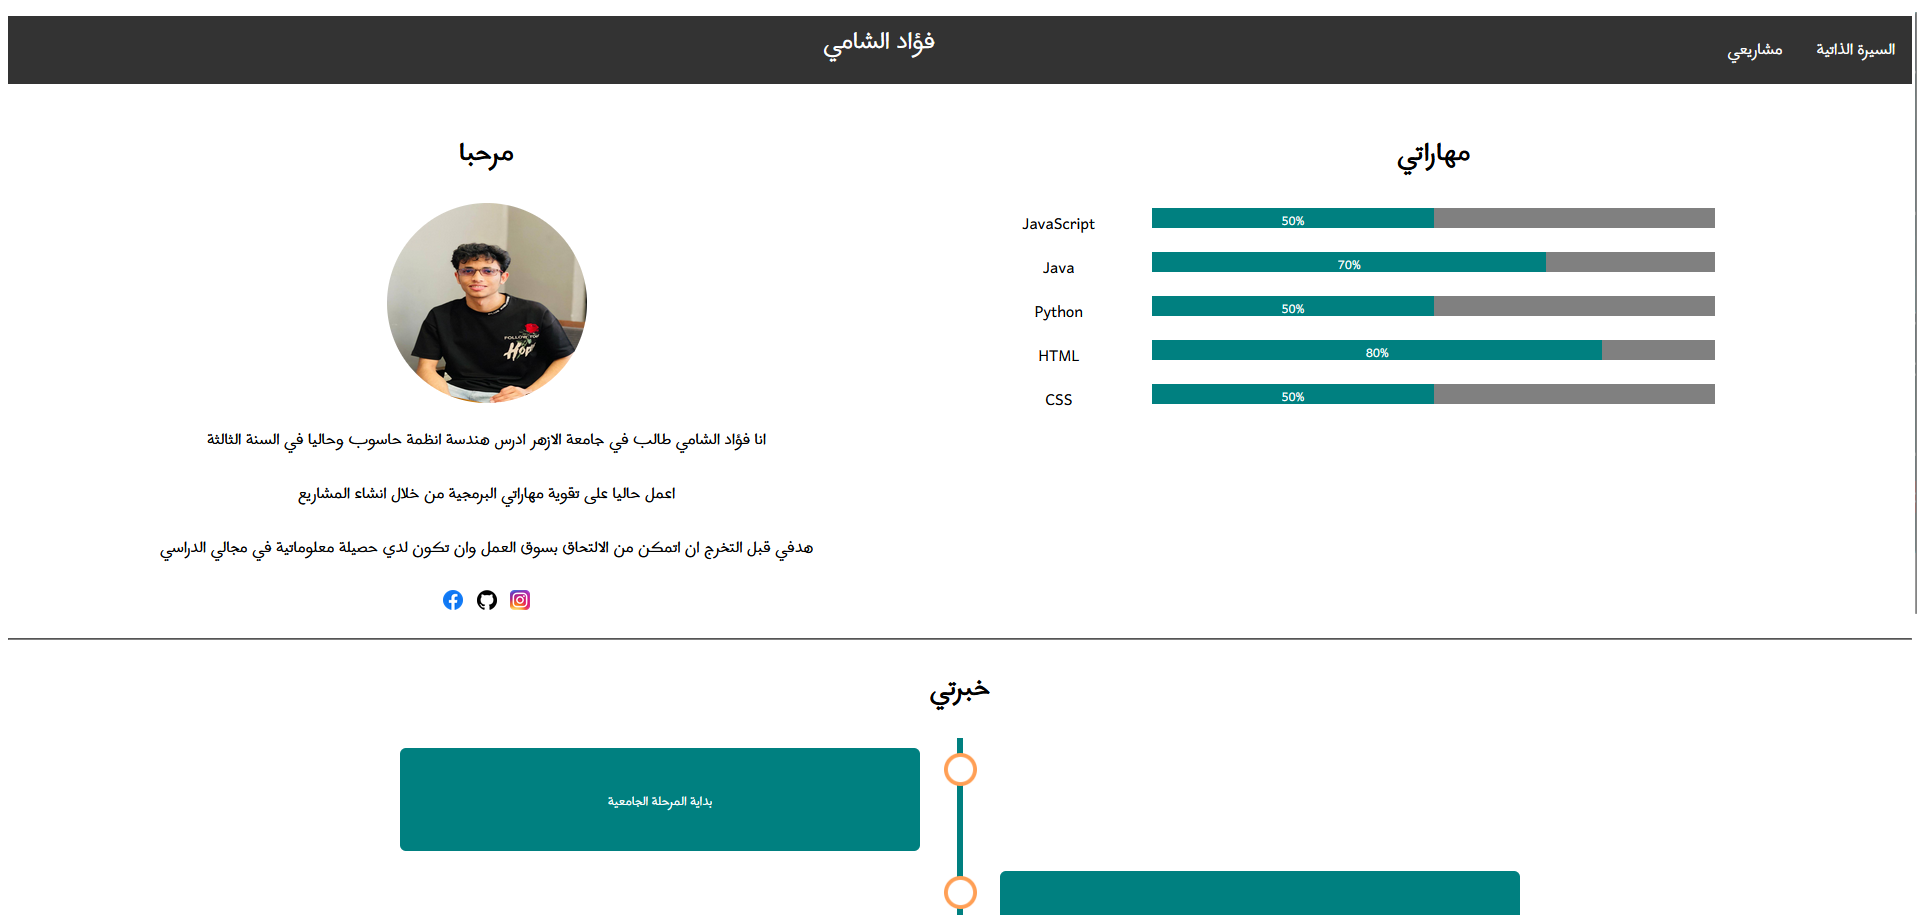 السيرة الذاتية
مشاريعي
فؤاد الشامي
مهاراتي
JavaScript 50%
Java 70%
Python 50%
HTML 80%
CSS 50%
مرحبا
FOLLOW YOUR
Hope
انا فؤاد الشامي طالب في جامعة الازهر ادرس هندسة انظمة حاسوب وحاليا في السنة الثالثة
اعمل حاليا على تقوية مهاراتي البرمجية من خلال انشاء المشاريع
هدفي قبل التخرج ان اتمكن من الالتحاق بسوق العمل وان تكون لدي حصيلة معلوماتية في مجالي الدراسي
خبرتي
بداية المرحلة الجامعية